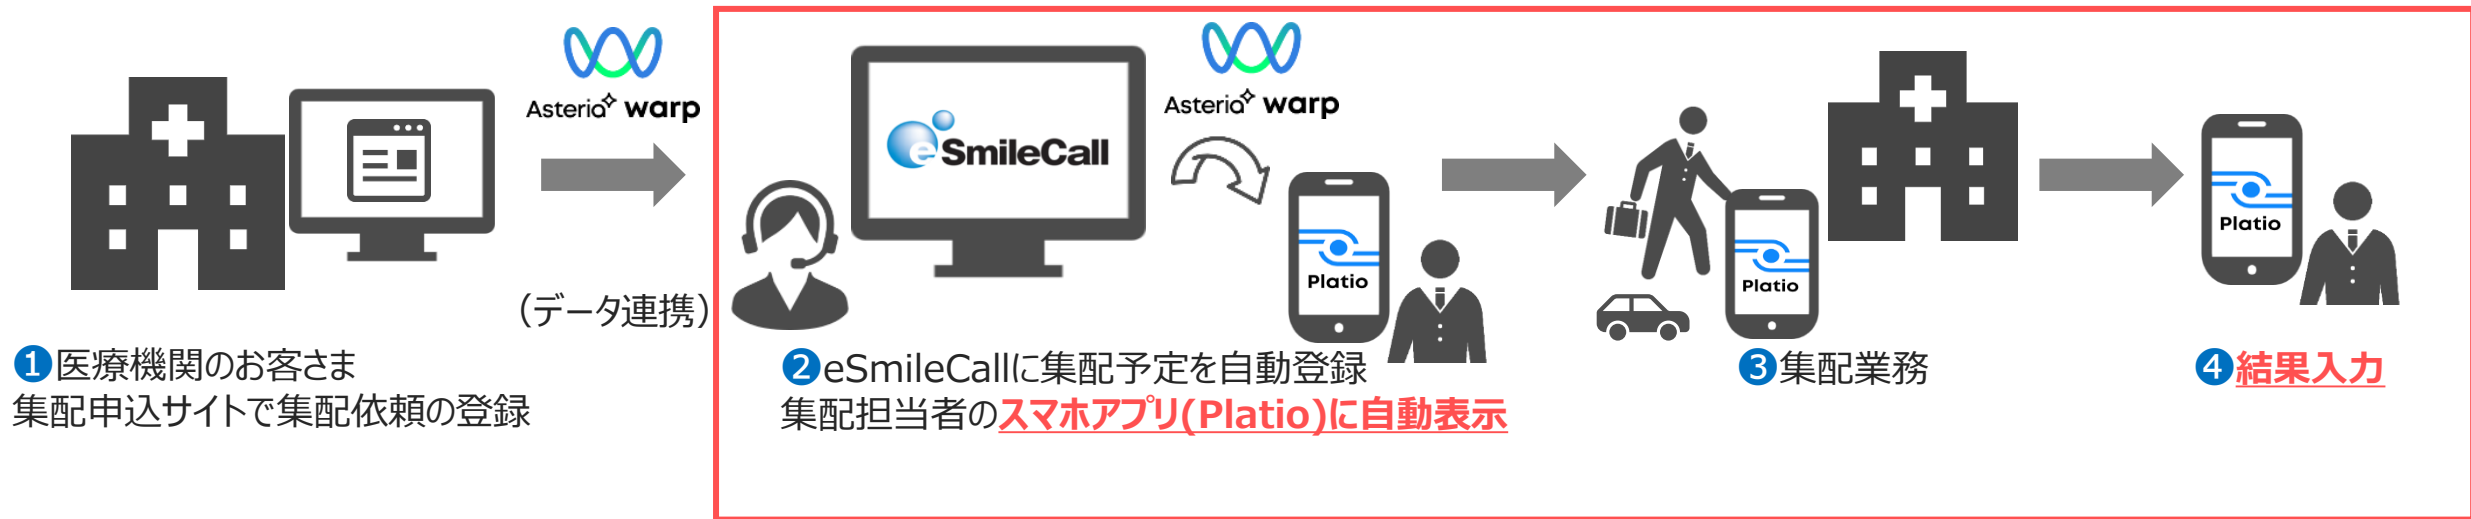 Asteria warp
(データ連携)
❶医療機関のお客さま
集配申込サイトで集配依頼の登録
eSmileCall
Asteria warp
Platio
❷eSmileCallに集配予定を自動登録
集配担当者のスマホアプリ(Platio)に自動表示
Platio
❸集配業務
Platio
❹結果入力